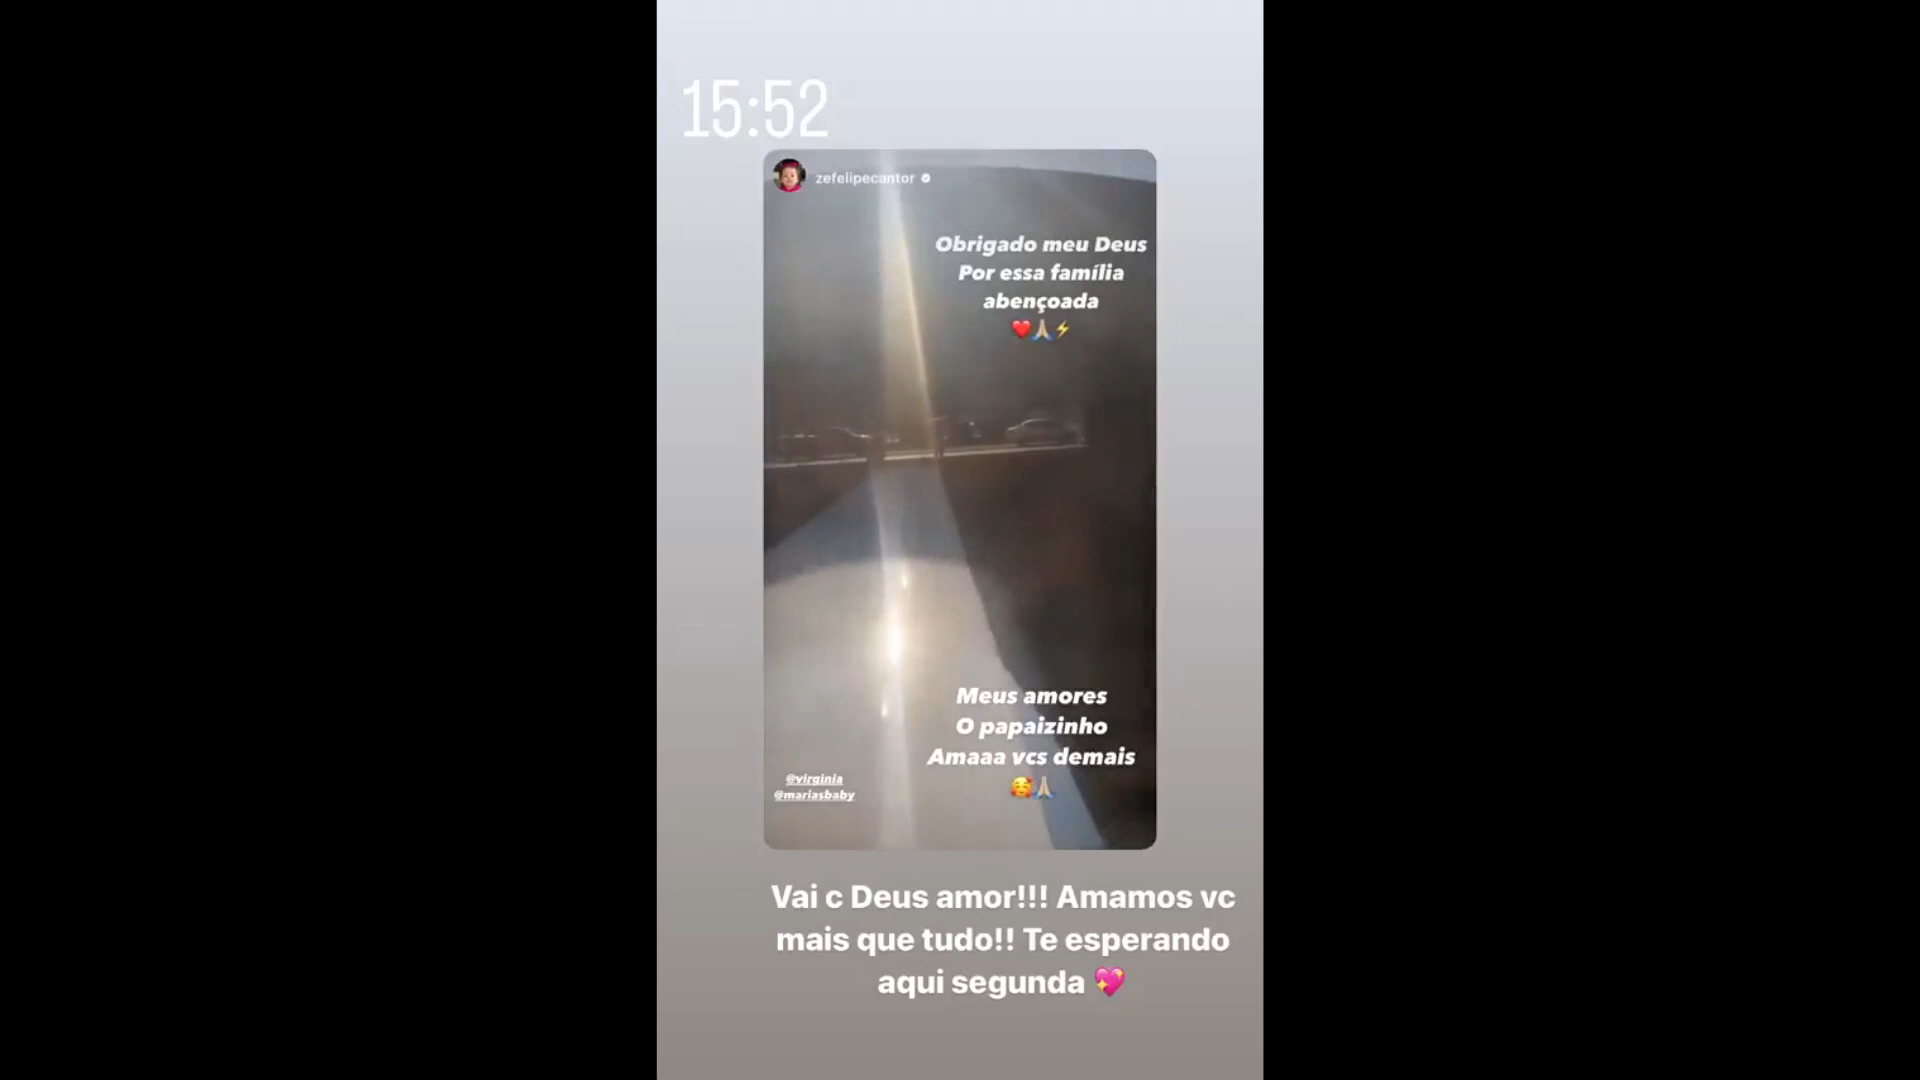 15:52
zefelipecantor
Obrigado meu Deus
Por essa família
abençoada
❤️🙏🏼⚡
Meus amores
O papaizinho
Amaaa vcs demais
🥰🙏🏼
@virginia
@mariasbaby
Vai c Deus amor!!! Amamos vc
mais que tudo!! Te esperando
aqui segunda 💖